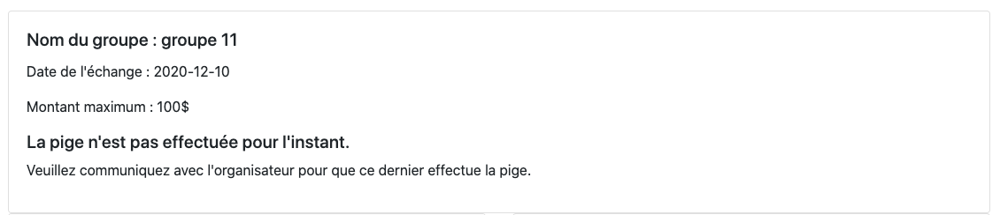 Nom du groupe : groupe 11
Date de l'échange : 2020-12-10
Montant maximum : 100$
La pige n'est pas effectuée pour l'instant.
Veuillez communiquez avec l'organisateur pour que ce dernier effectue la pige.